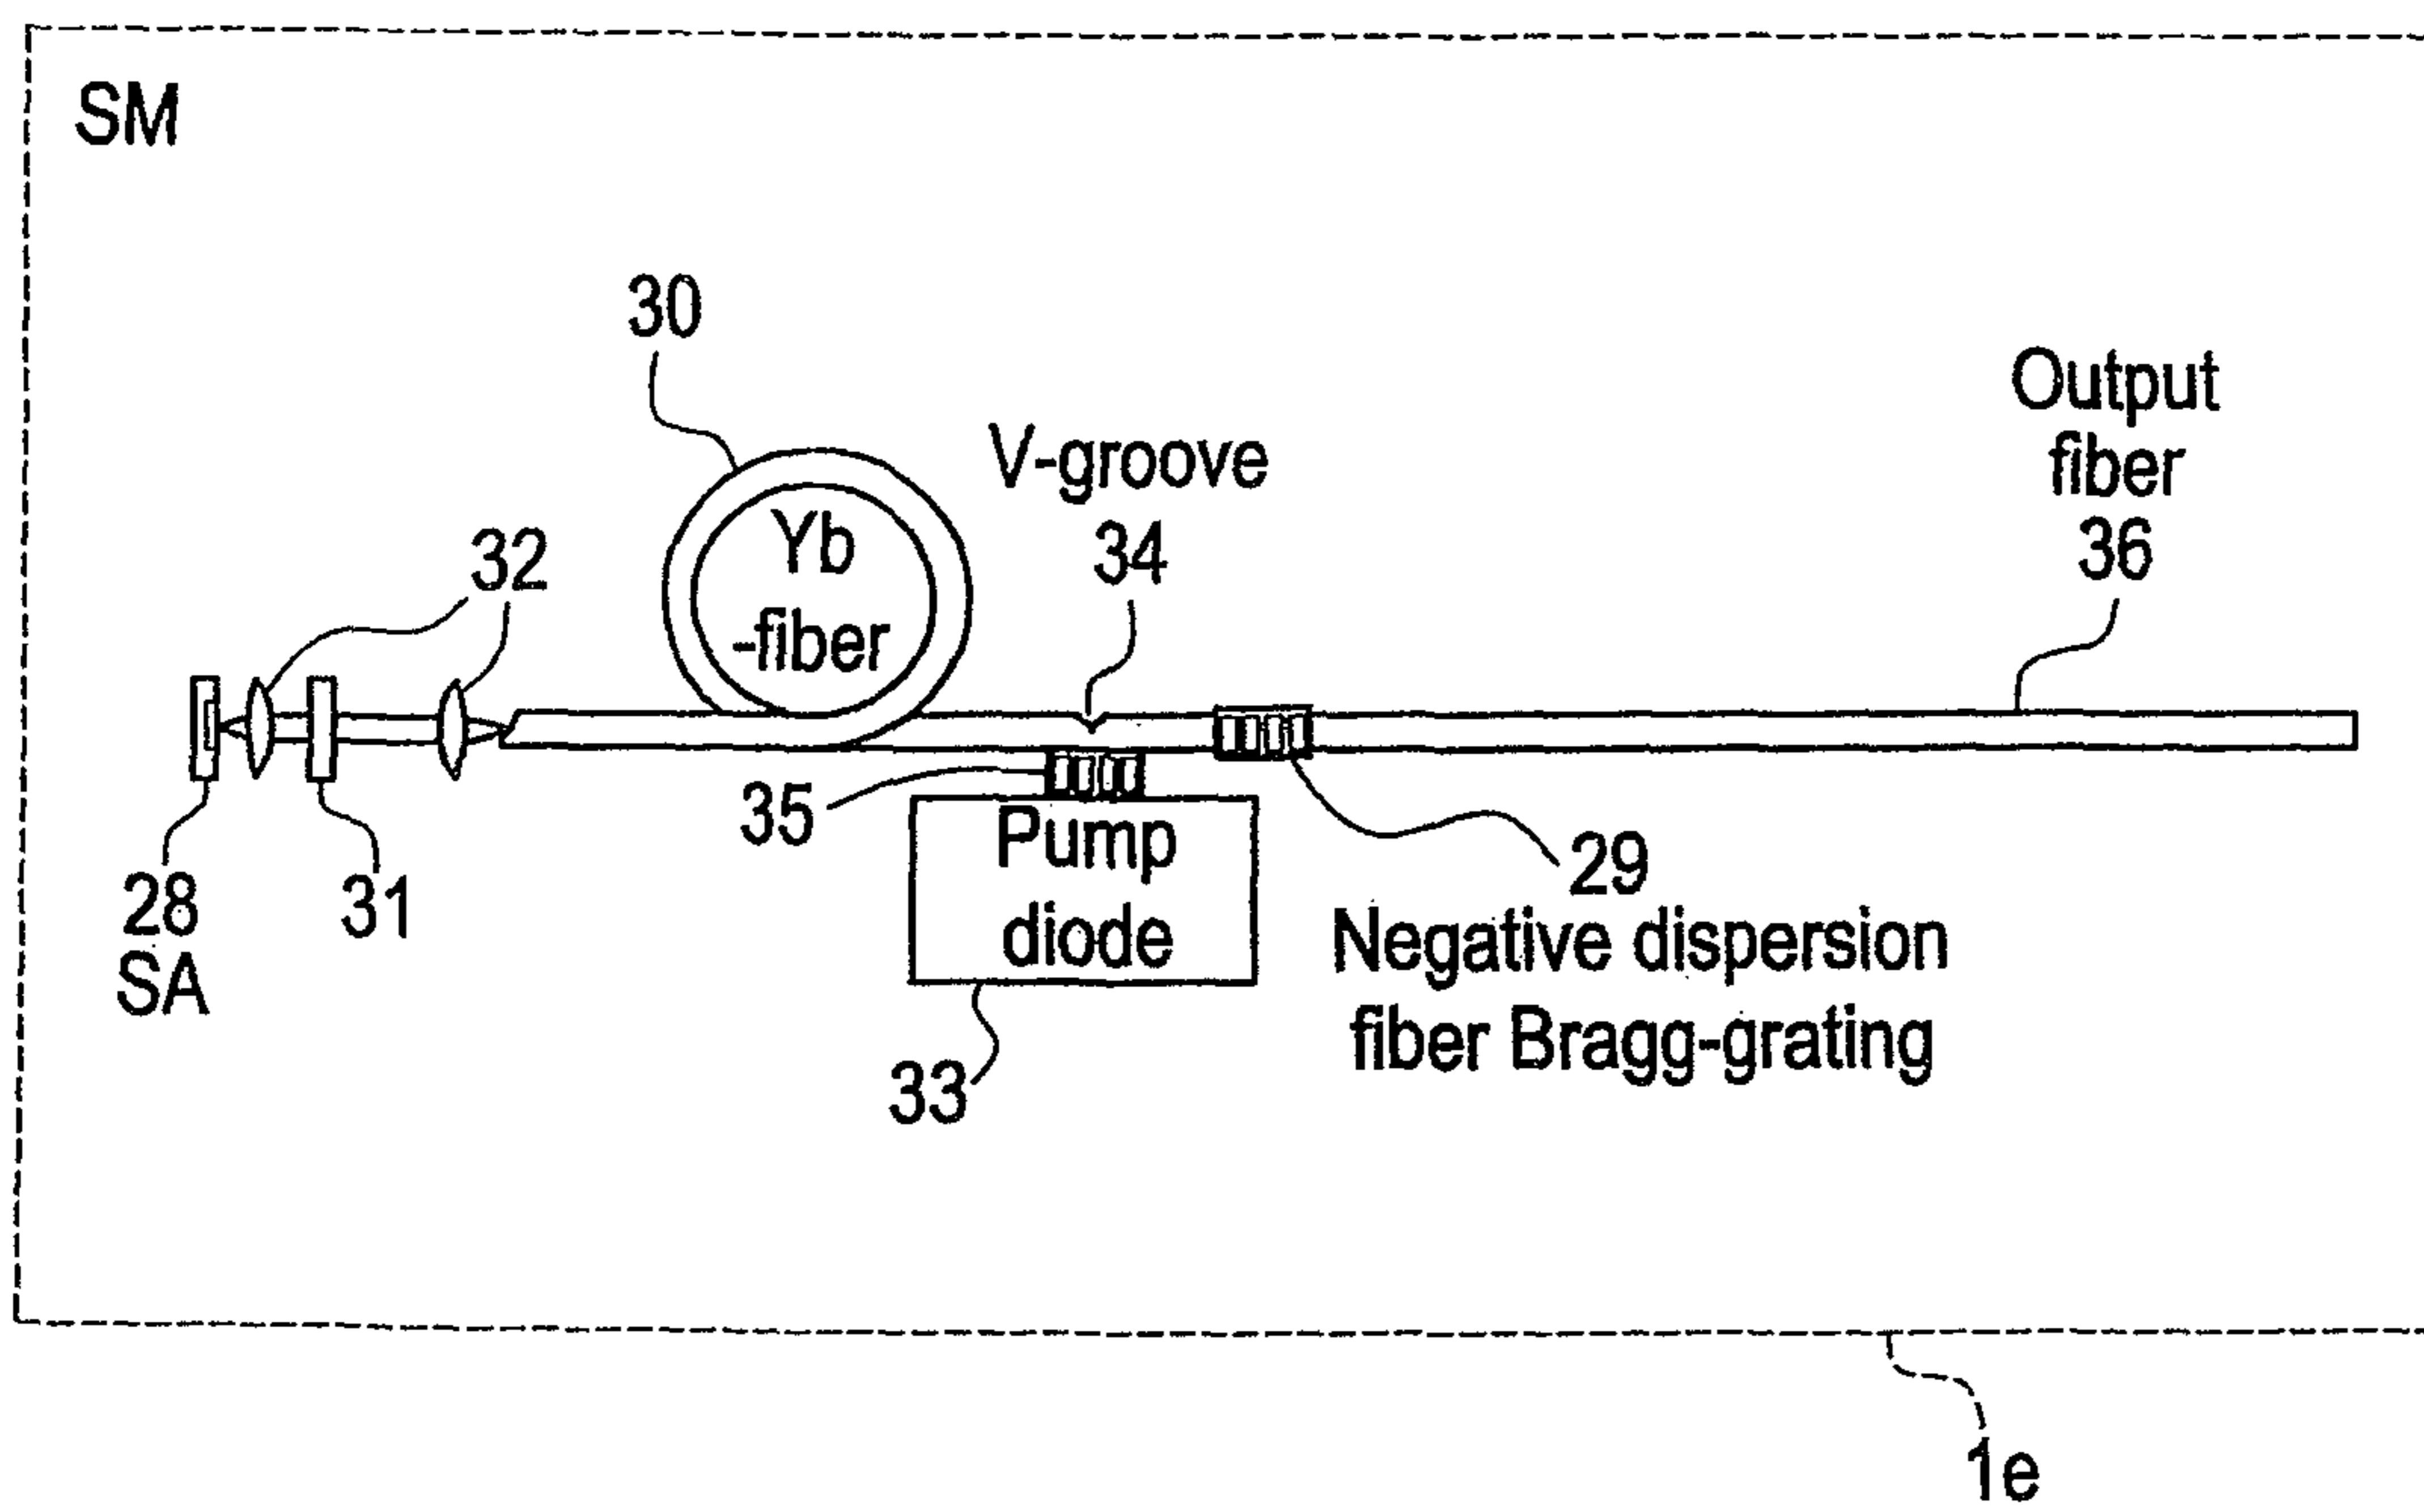 SM
30
V-groove
34
Output
fiber
36
Yb
-fiber
32
35
Pump
diode
28
SA
31
29
Negative dispersion
fiber Bragg-grating
33
1e